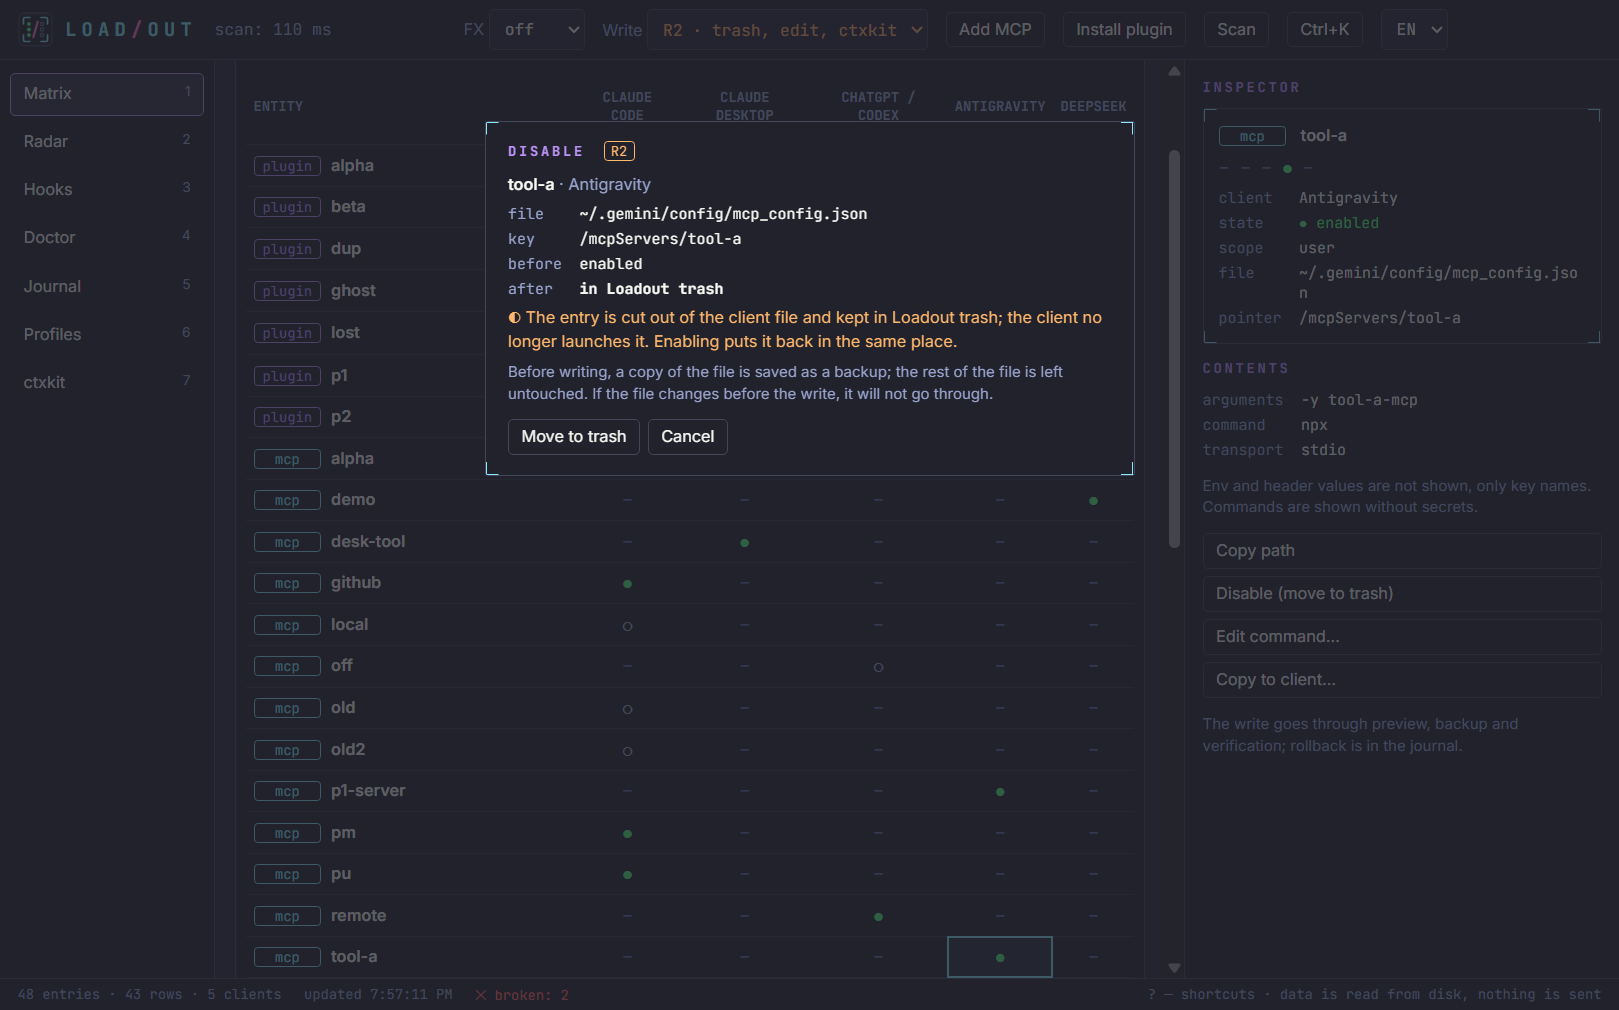 LOAD/OUT scan: 110 ms FX off Write R2 · trash, edit, ctxkit Add MCP Install plugin Scan Ctrl+K EN
Matrix 1
Radar 2
Hooks 3
Doctor 4
Journal 5
Profiles 6
ctxkit 7
ENTITY CLAUDE CODE CLAUDE DESKTOP CHATGPT / CODEX ANTIGRAVITY DEEPSEEK
plugin alpha
plugin beta
plugin dup
plugin ghost
plugin lost
plugin p1
plugin p2
mcp alpha
mcp demo — — — — ●
mcp desk-tool — ● — — —
mcp github ● — — — —
mcp local ○ — — — —
mcp off — — ○ — —
mcp old ○ — — — —
mcp old2 ○ — — — —
mcp p1-server — — — ● —
mcp pm ● — — — —
mcp pu ● — — — —
mcp remote — — ● — —
mcp tool-a — — — ● —
DISABLE R2
tool-a · Antigravity
file ~/.gemini/config/mcp_config.json
key /mcpServers/tool-a
before enabled
after in Loadout trash
◐ The entry is cut out of the client file and kept in Loadout trash; the client no
longer launches it. Enabling puts it back in the same place.
Before writing, a copy of the file is saved as a backup; the rest of the file is left
untouched. If the file changes before the write, it will not go through.
Move to trash Cancel
INSPECTOR
mcp tool-a
— — — ● —
client Antigravity
state ● enabled
scope user
file ~/.gemini/config/mcp_config.jso
n
pointer /mcpServers/tool-a
CONTENTS
arguments -y tool-a-mcp
command npx
transport stdio
Env and header values are not shown, only key names.
Commands are shown without secrets.
Copy path
Disable (move to trash)
Edit command...
Copy to client...
The write goes through preview, backup and
verification; rollback is in the journal.
48 entries · 43 rows · 5 clients updated 7:57:11 PM ✕ broken: 2 ? — shortcuts · data is read from disk, nothing is sent